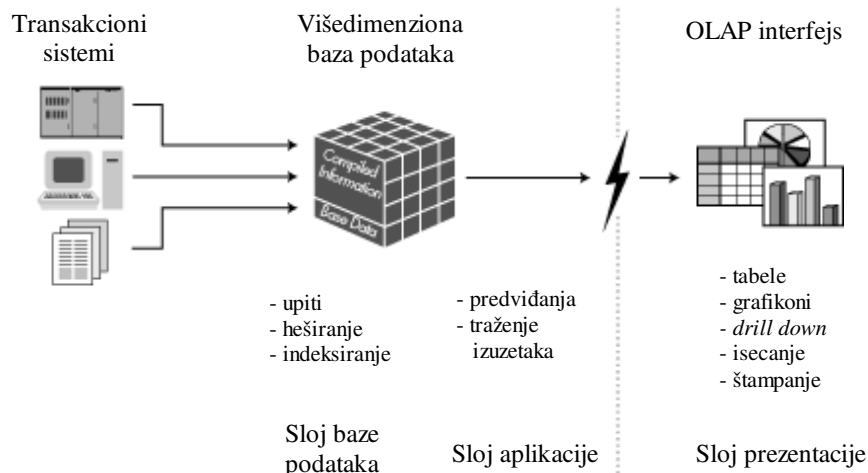 Transakcioni
sistemi
Višedimenziona
baza podataka
OLAP interfejs
Compiled
Information
Base Data
- upiti
- heširanje
- indeksiranje
- predviđanja
- traženje
izuzetaka
- tabele
- grafikoni
- drill down
- isecanje
- štampanje
Sloj baze
podataka
Sloj aplikacije
Sloj prezentacije